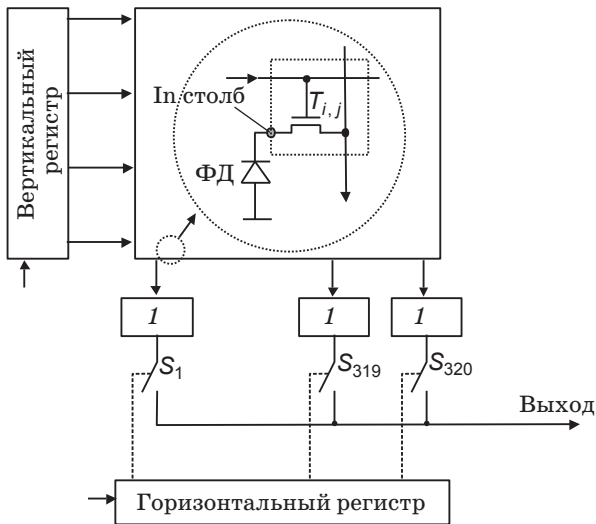 Вертикальный
регистр
In столб
T i, j
ФД
1
1
1
S1
S319
S320
Выход
Горизонтальный регистр